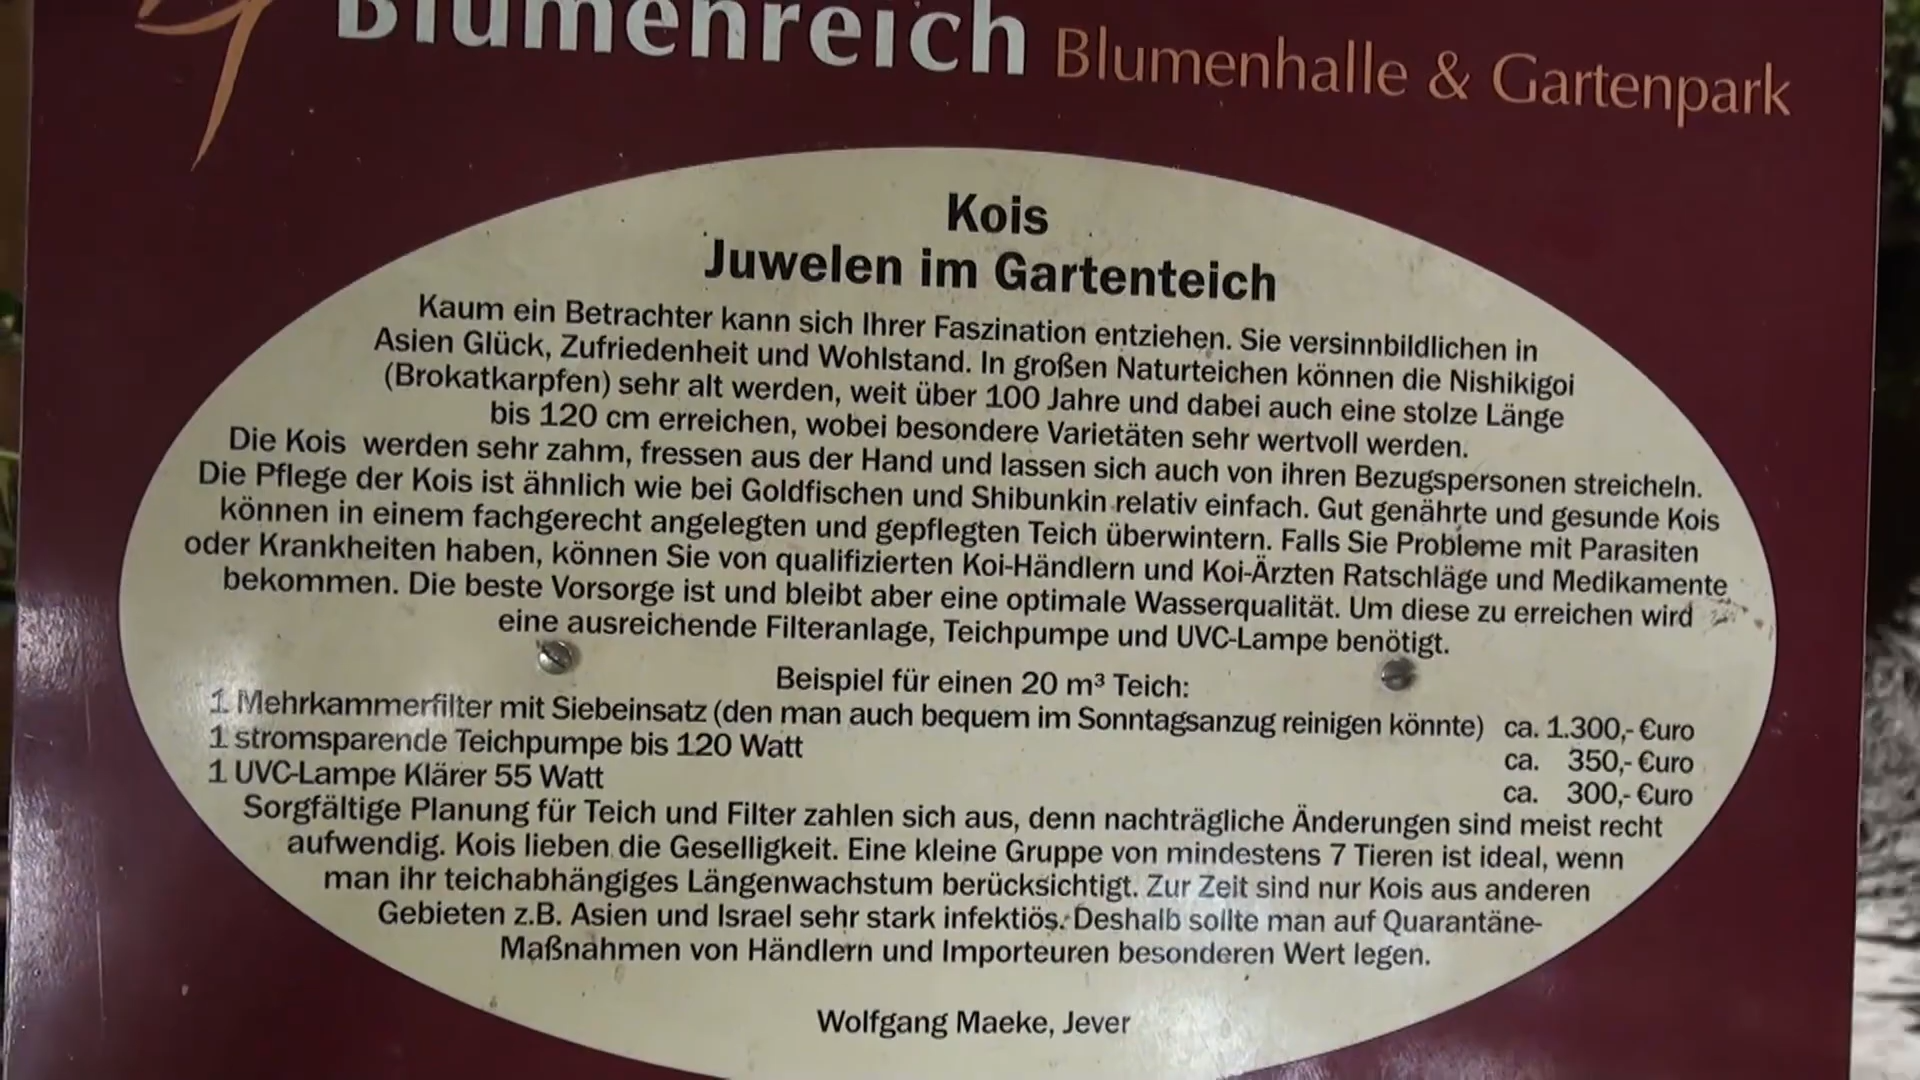 Blumenreich Blumenhalle & Gartenpark
Kois
Juwelen im Gartenteich
Kaum ein Betrachter kann sich Ihrer Faszination entziehen. Sie versinnbildlichen in
Asien Glück, Zufriedenheit und Wohlstand. In großen Naturteichen können die Nishikigoi
(Brokatkarpfen) sehr alt werden, weit über 100 Jahre und dabei auch eine stolze Länge
bis 120 cm erreichen, wobei besondere Varietäten sehr wertvoll werden.
Die Kois werden sehr zahm, fressen aus der Hand und lassen sich auch von ihren Bezugspersonen streicheln.
Die Pflege der Kois ist ähnlich wie bei Goldfischen und Shibunkin relativ einfach. Gut genährte und gesunde Kois
können in einem fachgerecht angelegten und gepflegten Teich überwintern. Falls Sie Probleme mit Parasiten
oder Krankheiten haben, können Sie von qualifizierten Koi-Händlern und Koi-Ärzten Ratschläge und Medikamente
bekommen. Die beste Vorsorge ist und bleibt aber eine optimale Wasserqualität. Um diese zu erreichen wird
eine ausreichende Filteranlage, Teichpumpe und UVC-Lampe benötigt.
Beispiel für einen 20 m³ Teich:
1 Mehrkammerfilter mit Siebeinsatz (den man auch bequem im Sonntagsanzug reinigen könnte) ca. 1.300,- €uro
1 stromsparende Teichpumpe bis 120 Watt ca. 350,- €uro
1 UVC-Lampe Klärer 55 Watt ca. 300,- €uro
Sorgfältige Planung für Teich und Filter zahlen sich aus, denn nachträgliche Änderungen sind meist recht
aufwendig. Kois lieben die Geselligkeit. Eine kleine Gruppe von mindestens 7 Tieren ist ideal, wenn
man ihr teichabhängiges Längenwachstum berücksichtigt. Zur Zeit sind nur Kois aus anderen
Gebieten z.B. Asien und Israel sehr stark infektiös. Deshalb sollte man auf Quarantäne-
Maßnahmen von Händlern und Importeuren besonderen Wert legen.
Wolfgang Maeke, Jever